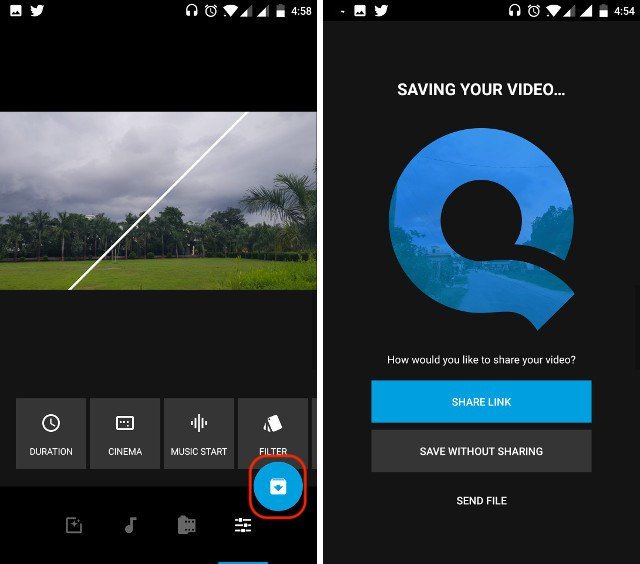 4:58
DURATION
CINEMA
MUSIC START
FILTER
4:54
SAVING YOUR VIDEO...
How would you like to share your video?
SHARE LINK
SAVE WITHOUT SHARING
SEND FILE